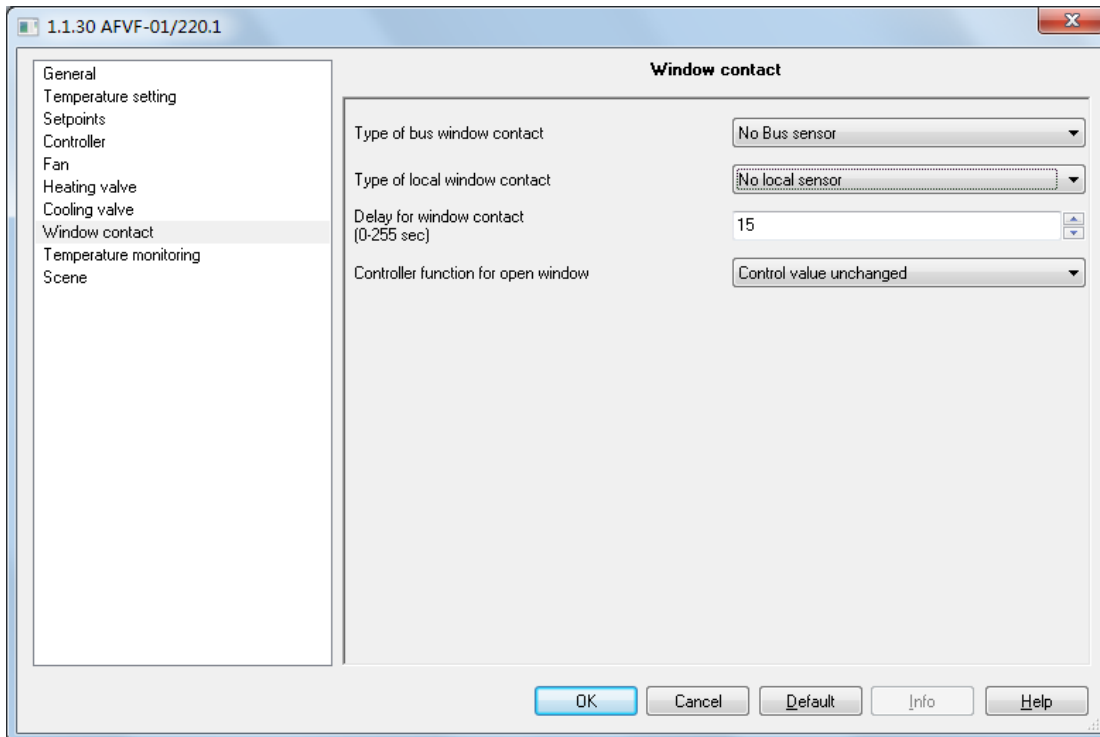 1.1.30 AFVF-01/220.1
General
Temperature setting
Setpoints
Controller
Fan
Heating valve
Cooling valve
Window contact
Temperature monitoring
Scene
Window contact
Type of bus window contact
No Bus sensor
Type of local window contact
No local sensor
Delay for window contact
(0-255 sec)
15
Controller function for open window
Control value unchanged
OK
Cancel
Default
Info
Help